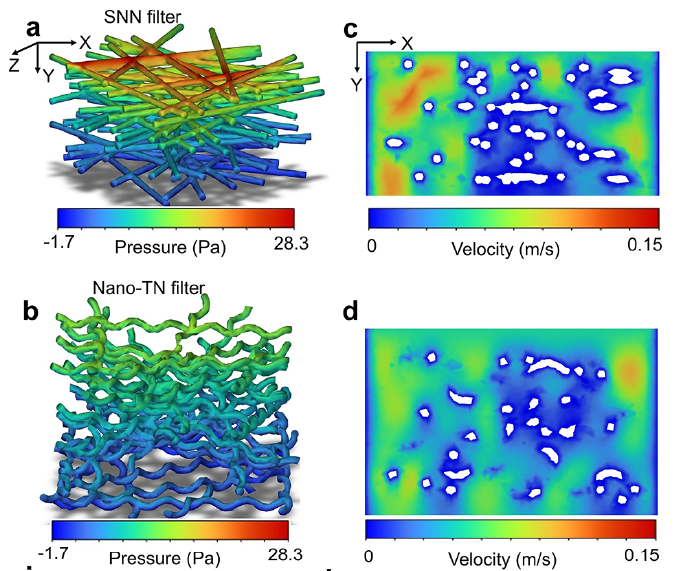 a
SNN filter
X
Z
Y
-1.7
28.3
Pressure (Pa)
c
X
Y
0
0.15
Velocity (m/s)
b
Nano-TN filter
-1.7
28.3
Pressure (Pa)
d
0
0.15
Velocity (m/s)